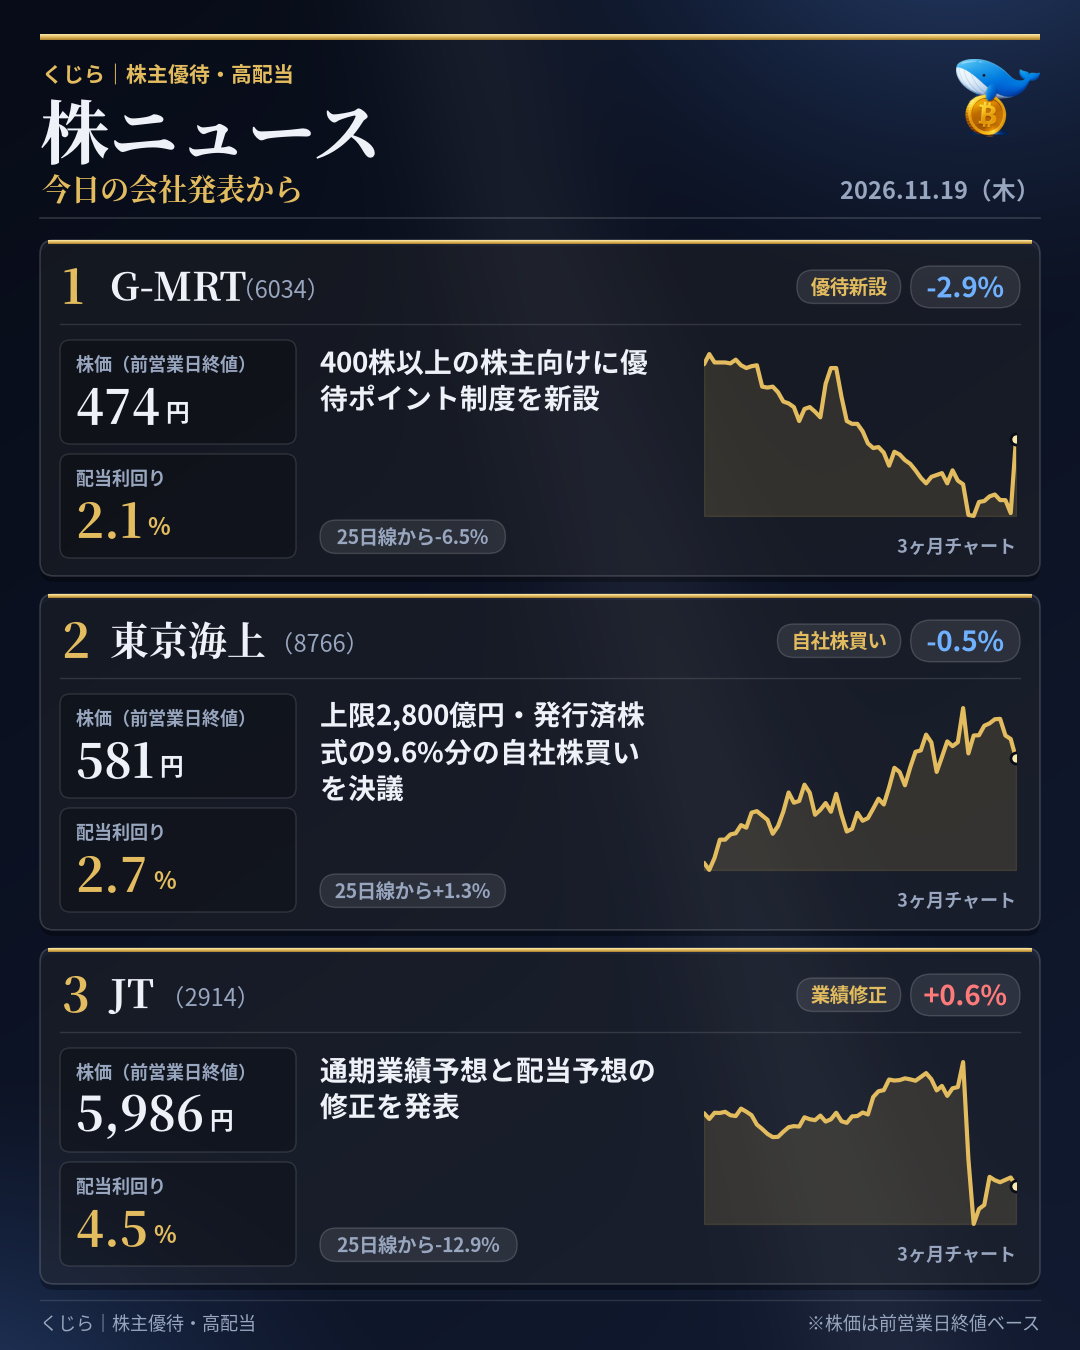 くじら｜株主優待・高配当
株ニュース
今日の会社発表から
2026.11.19（木）
1 G-MRT（6034） 優待新設 -2.9%
株価（前営業日終値）
474円
配当利回り
2.1%
400株以上の株主向けに優
待ポイント制度を新設
25日線から-6.5%
3ヶ月チャート
2 東京海上（8766） 自社株買い -0.5%
株価（前営業日終値）
581円
配当利回り
2.7%
上限2,800億円・発行済株
式の9.6%分の自社株買い
を決議
25日線から+1.3%
3ヶ月チャート
3 JT（2914） 業績修正 +0.6%
株価（前営業日終値）
5,986円
配当利回り
4.5%
通期業績予想と配当予想の
修正を発表
25日線から-12.9%
3ヶ月チャート
くじら｜株主優待・高配当
※株価は前営業日終値ベース